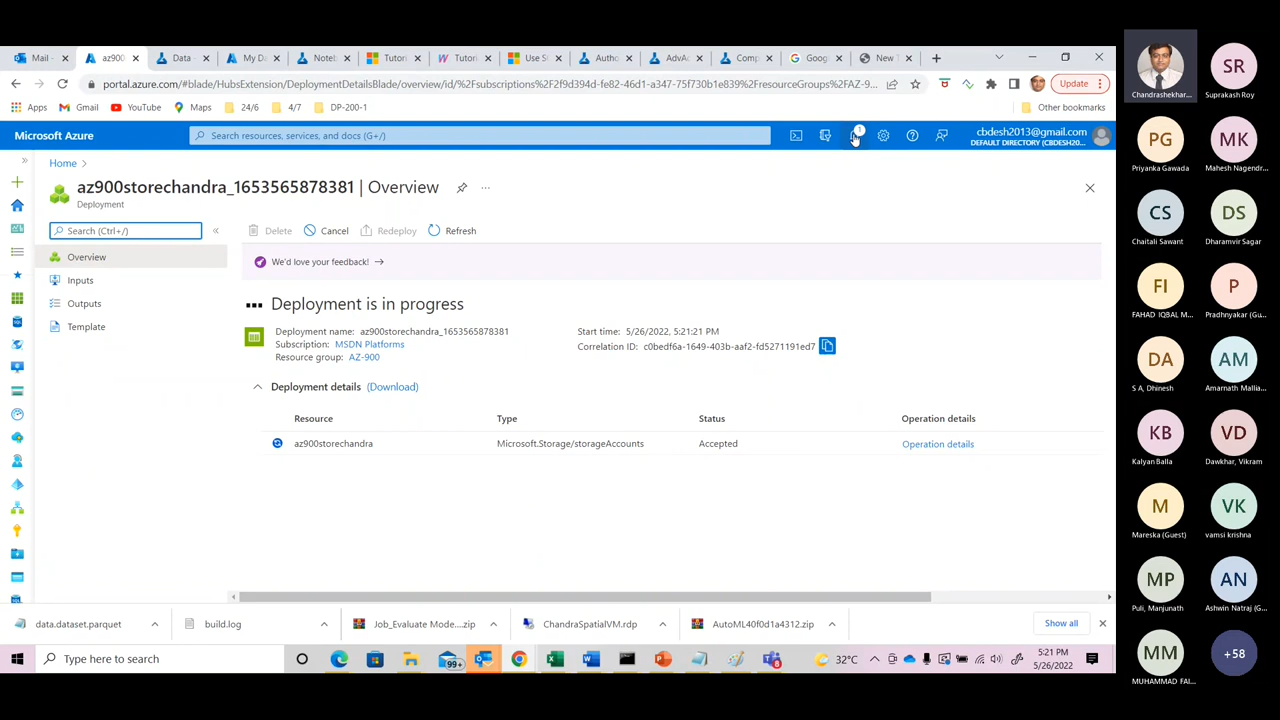 Mail -
az900
Data -
My Da
Noteb
Tutori
Tutori
Use S
Autho
AdvAc
Comp
Goog
New T
portal.azure.com/#blade/HubsExtension/DeploymentDetailsBlade/overview/id/%2Fsubscriptions%2F2f9d394d-fe82-46d1-a347-75f730b1e839%2FresourceGroups%2FAZ-9...
Update
Apps
Gmail
YouTube
Maps
24/6
4/7
DP-200-1
Other bookmarks
Microsoft Azure
Search resources, services, and docs (G+/)
1
cbdesh2013@gmail.com
DEFAULT DIRECTORY (CBDESH20...
Home
az900storechandra_1653565878381 | Overview
Deployment
Search (Ctrl+/)
Delete
Cancel
Redeploy
Refresh
Overview
Inputs
Outputs
Template
We'd love your feedback!
Deployment is in progress
Deployment name: az900storechandra_1653565878381
Subscription: MSDN Platforms
Resource group: AZ-900
Start time: 5/26/2022, 5:21:21 PM
Correlation ID: c0bedf6a-1649-403b-aaf2-fd5271191ed7
Deployment details (Download)
Resource Type Status Operation details
az900storechandra Microsoft.Storage/storageAccounts Accepted Operation details
data.dataset.parquet
build.log
Job_Evaluate Mode....zip
ChandraSpatialVM.rdp
AutoML40f0d1a4312.zip
Show all
Type here to search
99+
8
32°C
5:21 PM
5/26/2022
Chandrashekhar...
SR
Suprakash Roy
PG
Priyanka Gawada
MK
Mahesh Nagendr...
CS
Chaitali Sawant
DS
Dharamvir Sagar
FI
FAHAD IQBAL M...
P
Pradhnyakar (Gu...
DA
S A, Dhinesh
AM
Amarnath Mallia...
KB
Kalyan Balla
VD
Dawkhar, Vikram
M
Mareska (Guest)
VK
vamsi krishna
MP
Puli, Manjunath
AN
Ashwin Natraj (G...
MM
MUHAMMAD FAI...
+58